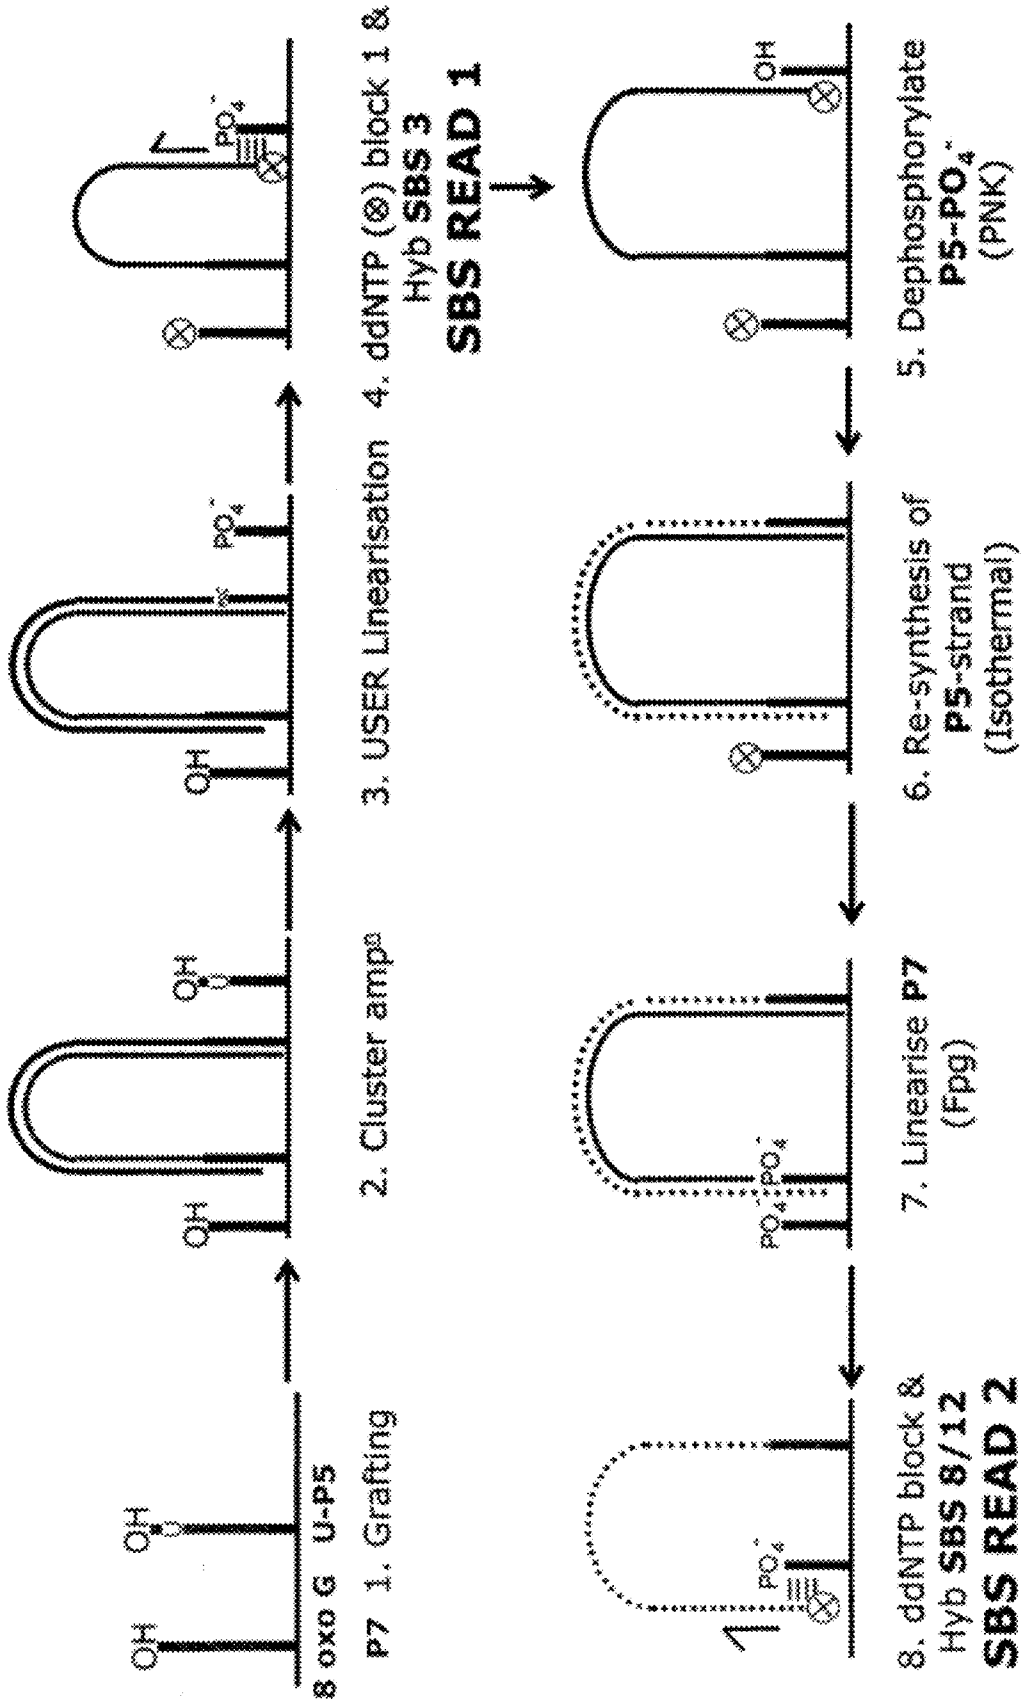 OH
OH
8 oxo G U-P5
P7 1. Grafting
OH
OH
U
2. Cluster ampⁿ
OH
PO4-
3. USER Linearisation
PO4-
4. ddNTP (⊗) block 1 &
Hyb SBS 3
SBS READ 1
OH
5. Dephosphorylate
P5-PO4-
(PNK)
6. Re-synthesis of
P5-strand
(Isothermal)
PO4-
PO4-
7. Linearise P7
(Fpg)
PO4-
8. ddNTP block &
Hyb SBS 8/12
SBS READ 2